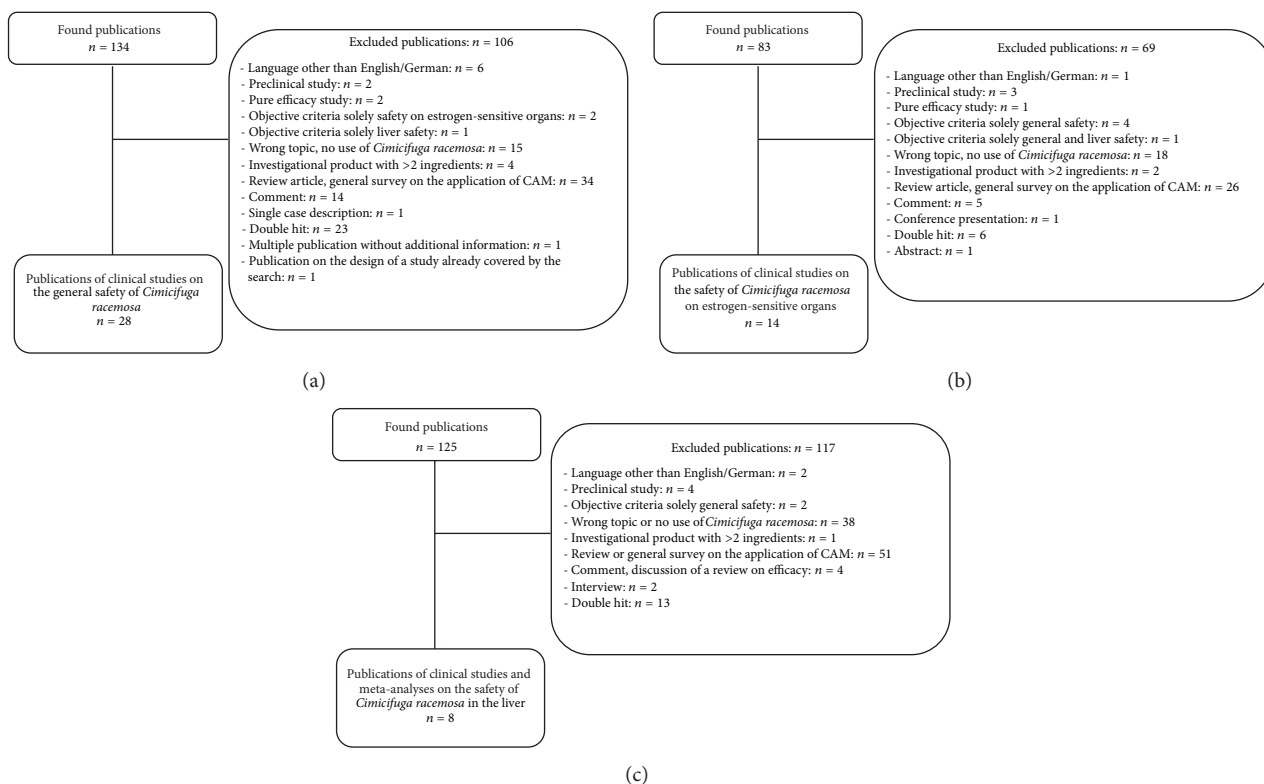 Found publications
n = 134
Excluded publications: n = 106
- Language other than English/German: n = 6
- Preclinical study: n = 2
- Pure efficacy study: n = 2
- Objective criteria solely safety on estrogen-sensitive organs: n = 2
- Objective criteria solely liver safety: n = 1
- Wrong topic, no use of Cimicifuga racemosa: n = 15
- Investigational product with >2 ingredients: n = 4
- Review article, general survey on the application of CAM: n = 34
- Comment: n = 14
- Single case description: n = 1
- Double hit: n = 23
- Multiple publication without additional information: n = 1
- Publication on the design of a study already covered by the
search: n = 1
Publications of clinical studies on
the general safety of Cimicifuga
racemosa
n = 28
(a)
Found publications
n = 83
Excluded publications: n = 69
- Language other than English/German: n = 1
- Preclinical study: n = 3
- Pure efficacy study: n = 1
- Objective criteria solely general safety: n = 4
- Objective criteria solely general and liver safety: n = 1
- Wrong topic, no use of Cimicifuga racemosa: n = 18
- Investigational product with >2 ingredients: n = 2
- Review article, general survey on the application of CAM: n = 26
- Comment: n = 5
- Conference presentation: n = 1
- Double hit: n = 6
- Abstract: n = 1
Publications of clinical studies on
the safety of Cimicifuga racemosa
on estrogen-sensitive organs
n = 14
(b)
Found publications
n = 125
Excluded publications: n = 117
- Language other than English/German: n = 2
- Preclinical study: n = 4
- Objective criteria solely general safety: n = 2
- Wrong topic or no use of Cimicifuga racemosa: n = 38
- Investigational product with >2 ingredients: n = 1
- Review or general survey on the application of CAM: n = 51
- Comment, discussion of a review on efficacy: n = 4
- Interview: n = 2
- Double hit: n = 13
Publications of clinical studies and
meta-analyses on the safety of
Cimicifuga racemosa in the liver
n = 8
(c)